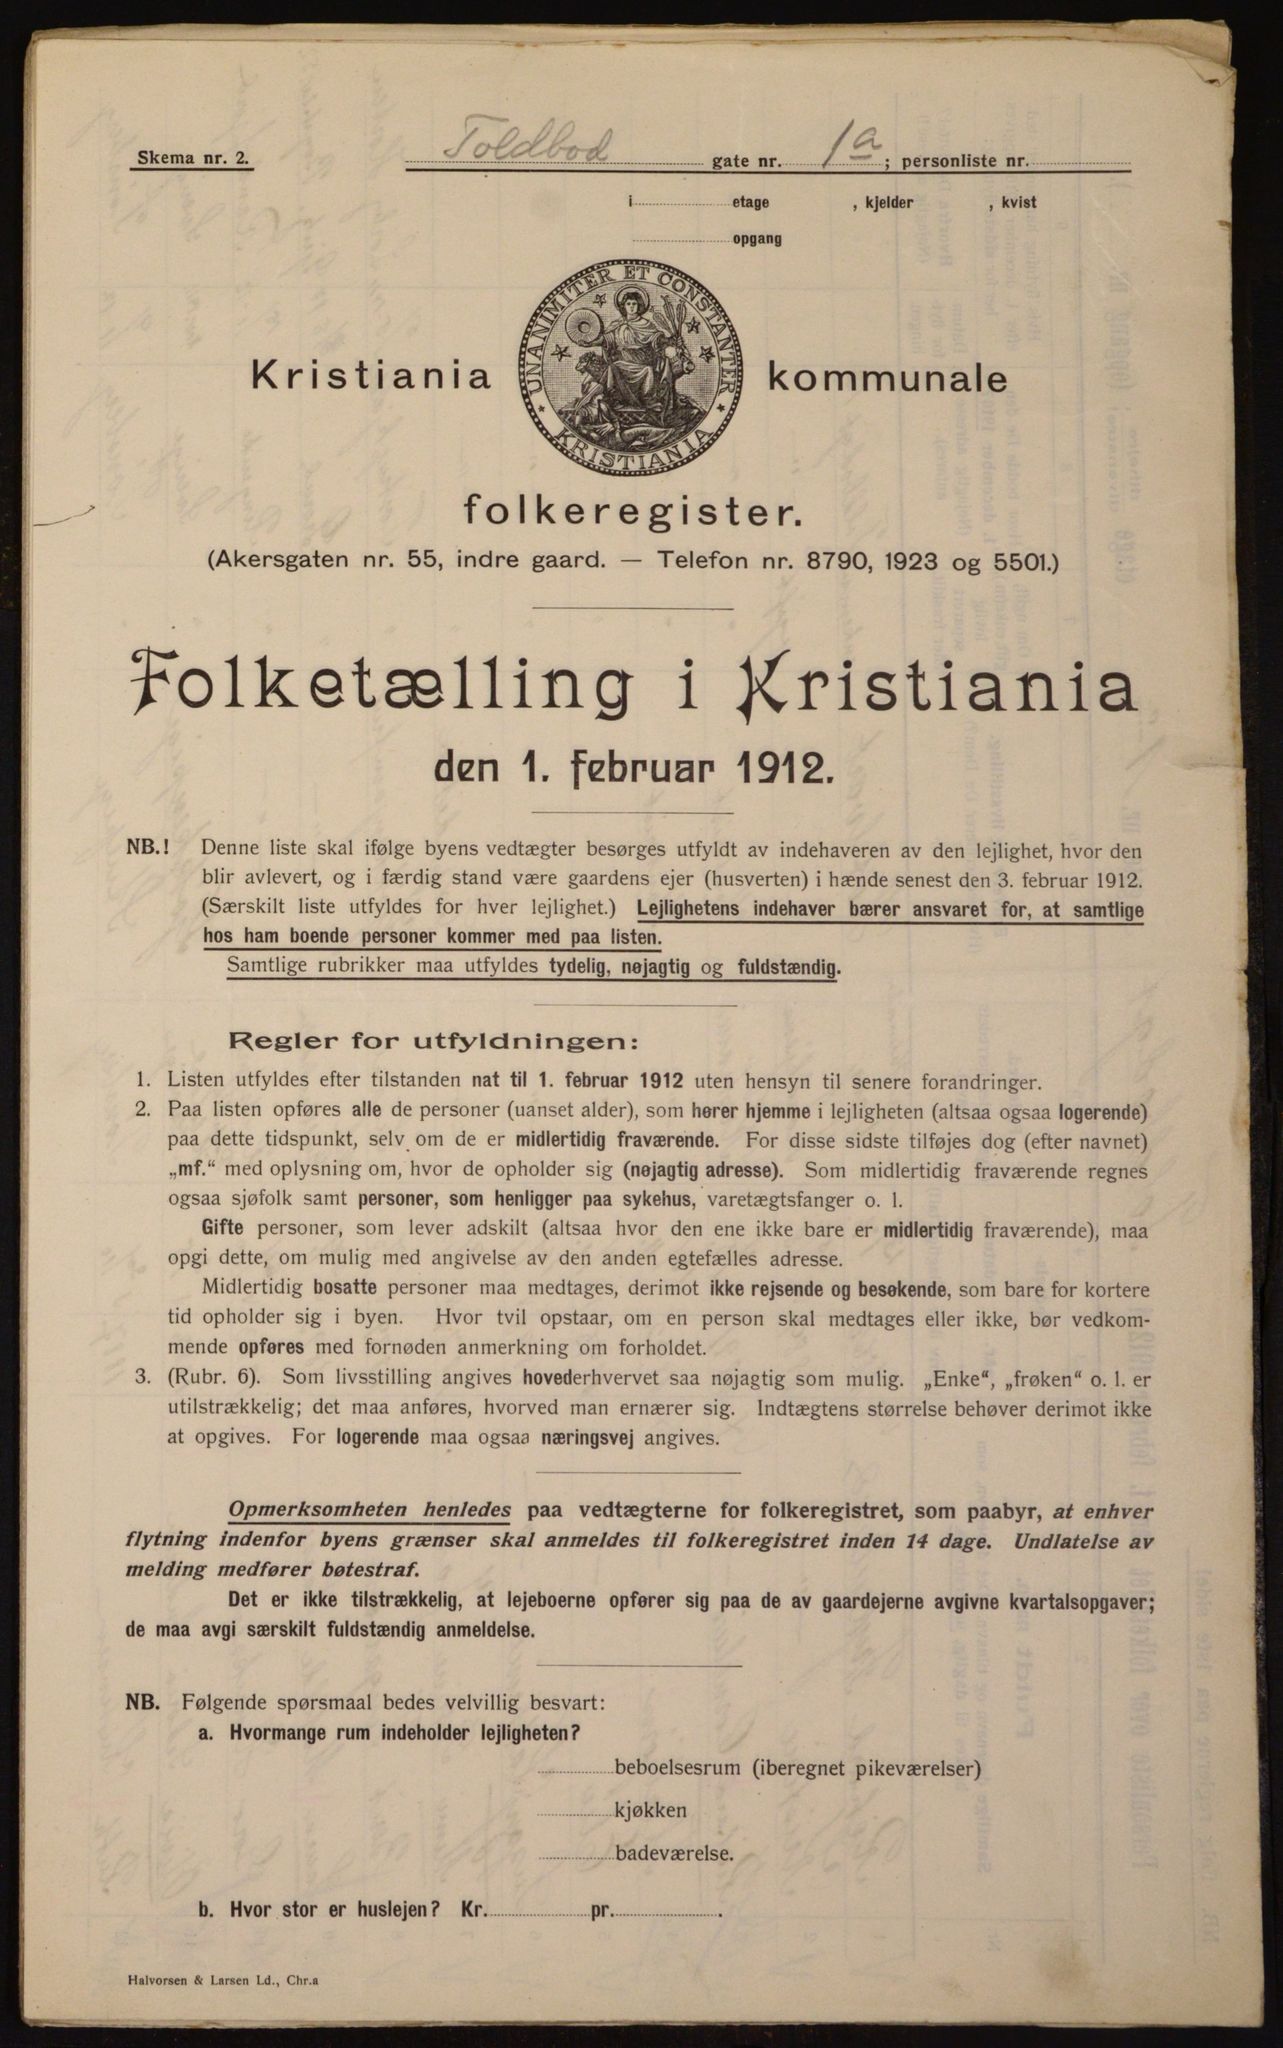 Skema nr. 2.
Toldbod gate nr. 1a; personliste nr.
i etage , kjelder , kvist
opgang
UNANIMITER ET CONSTANTER
KRISTIANIA
Kristiania kommunale
folkeregister.
(Akersgaten nr. 55, indre gaard. — Telefon nr. 8790, 1923 og 5501.)
Folketælling i Kristiania
den 1. februar 1912.
NB.! Denne liste skal ifølge byens vedtægter besørges utfyldt av indehaveren av den lejlighet, hvor den
blir avlevert, og i færdig stand være gaardens ejer (husverten) i hænde senest den 3. februar 1912.
(Særskilt liste utfyldes for hver lejlighet.) Lejlighetens indehaver bærer ansvaret for, at samtlige
hos ham boende personer kommer med paa listen.
Samtlige rubrikker maa utfyldes tydelig, nøjagtig og fuldstændig.
Regler for utfyldningen:
1. Listen utfyldes efter tilstanden nat til 1. februar 1912 uten hensyn til senere forandringer.
2. Paa listen opføres alle de personer (uanset alder), som hører hjemme i lejligheten (altsaa ogsaa logerende)
paa dette tidspunkt, selv om de er midlertidig fraværende. For disse sidste tilføjes dog (efter navnet)
„mf.“ med oplysning om, hvor de opholder sig (nøjagtig adresse). Som midlertidig fraværende regnes
ogsaa sjøfolk samt personer, som henligger paa sykehus, varetægtsfanger o. l.
Gifte personer, som lever adskilt (altsaa hvor den ene ikke bare er midlertidig fraværende), maa
opgi dette, om mulig med angivelse av den anden egtefælles adresse.
Midlertidig bosatte personer maa medtages, derimot ikke rejsende og besøkende, som bare for kortere
tid opholder sig i byen. Hvor tvil opstaar, om en person skal medtages eller ikke, bør vedkom-
mende opføres med fornøden anmerkning om forholdet.
3. (Rubr. 6). Som livsstilling angives hovederhvervet saa nøjagtig som mulig. „Enke“, „frøken“ o. l. er
utilstrækkelig; det maa anføres, hvorved man ernærer sig. Indtægtens størrelse behøver derimot ikke
at opgives. For logerende maa ogsaa næringsvej angives.
Opmerksomheten henledes paa vedtægterne for folkeregistret, som paabyr, at enhver
flytning indenfor byens grænser skal anmeldes til folkeregistret inden 14 dage. Undlatelse av
melding medfører bøtestraf.
Det er ikke tilstrækkelig, at lejeboerne opfører sig paa de av gaardejerne avgivne kvartalsopgaver;
de maa avgi særskilt fuldstændig anmeldelse.
NB. Følgende spørsmaal bedes velvillig besvart:
a. Hvormange rum indeholder lejligheten?
beboelsesrum (iberegnet pikeværelser)
kjøkken
badeværelse.
b. Hvor stor er huslejen? Kr. pr. .
Halvorsen & Larsen Ld., Chr.a